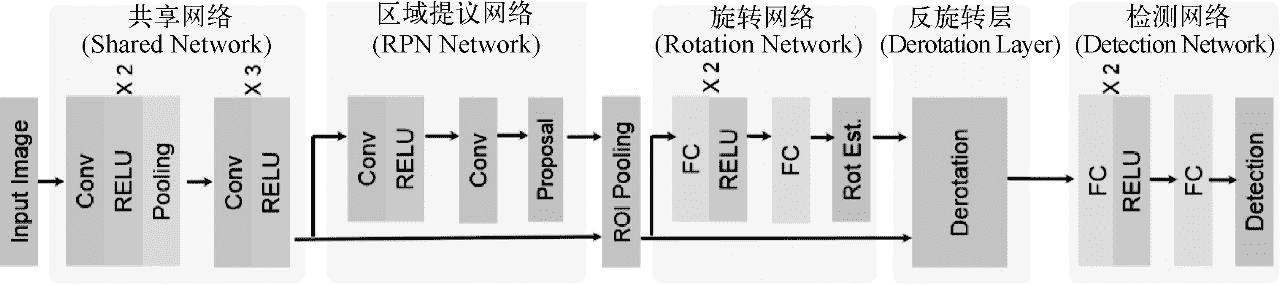 共享网络
(Shared Network)
区域提议网络
(RPN Network)
旋转网络
(Rotation Network)
反旋转层
(Derotation Layer)
检测网络
(Detection Network)
Input Image
Conv
RELU
X 2
Pooling
Conv
RELU
X 3
Conv
RELU
Conv
Proposal
ROI Pooling
FC
RELU
X 2
FC
Rot Est.
Derotation
FC
RELU
X 2
FC
Detection